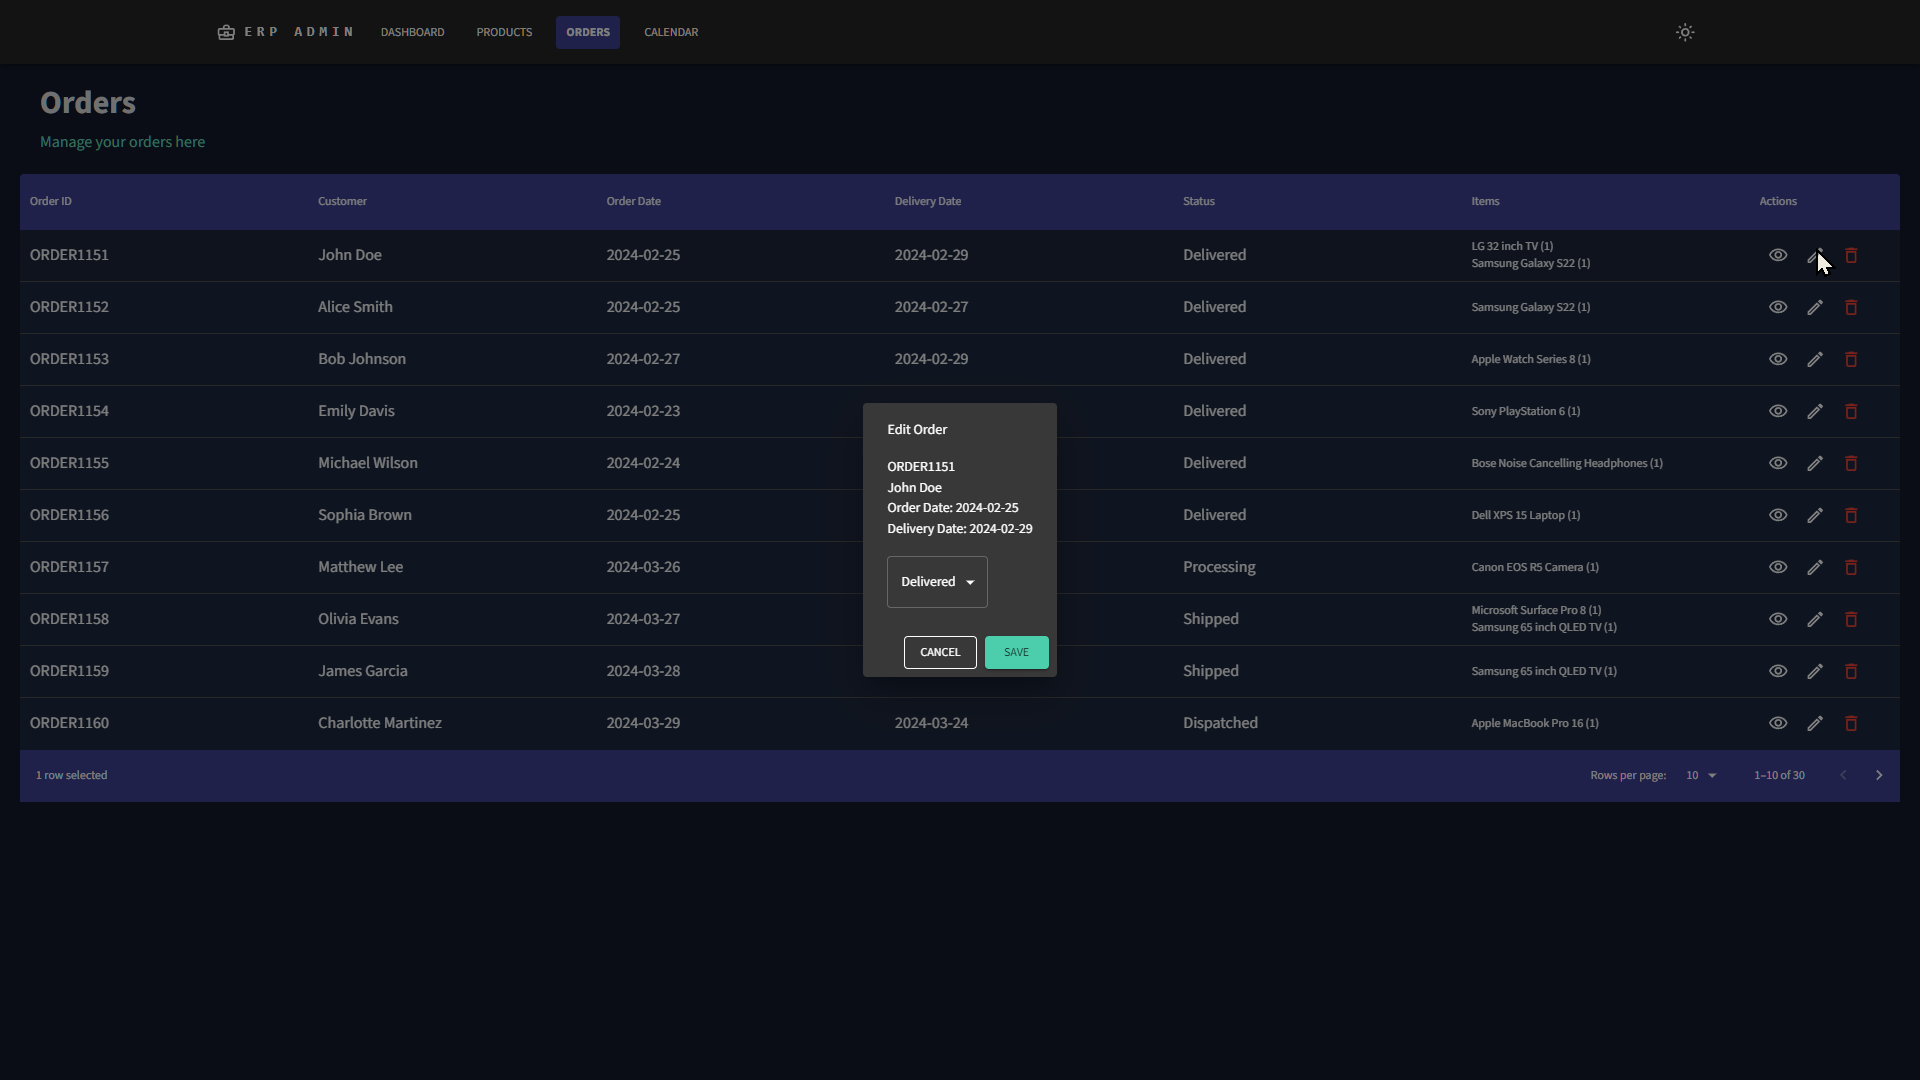 ERP ADMIN DASHBOARD PRODUCTS ORDERS CALENDAR
Orders
Manage your orders here
Order ID Customer Order Date Delivery Date Status Items Actions
ORDER1151 John Doe 2024-02-25 2024-02-29 Delivered LG 32 inch TV (1)
Samsung Galaxy S22 (1)
ORDER1152 Alice Smith 2024-02-25 2024-02-27 Delivered Samsung Galaxy S22 (1)
ORDER1153 Bob Johnson 2024-02-27 2024-02-29 Delivered Apple Watch Series 8 (1)
ORDER1154 Emily Davis 2024-02-23 Delivered Sony PlayStation 6 (1)
ORDER1155 Michael Wilson 2024-02-24 Delivered Bose Noise Cancelling Headphones (1)
ORDER1156 Sophia Brown 2024-02-25 Delivered Dell XPS 15 Laptop (1)
ORDER1157 Matthew Lee 2024-03-26 Processing Canon EOS R5 Camera (1)
ORDER1158 Olivia Evans 2024-03-27 Shipped Microsoft Surface Pro 8 (1)
Samsung 65 inch QLED TV (1)
ORDER1159 James Garcia 2024-03-28 Shipped Samsung 65 inch QLED TV (1)
ORDER1160 Charlotte Martinez 2024-03-29 2024-03-24 Dispatched Apple MacBook Pro 16 (1)
1 row selected Rows per page: 10 1–10 of 30
Edit Order
ORDER1151
John Doe
Order Date: 2024-02-25
Delivery Date: 2024-02-29
Delivered
CANCEL SAVE